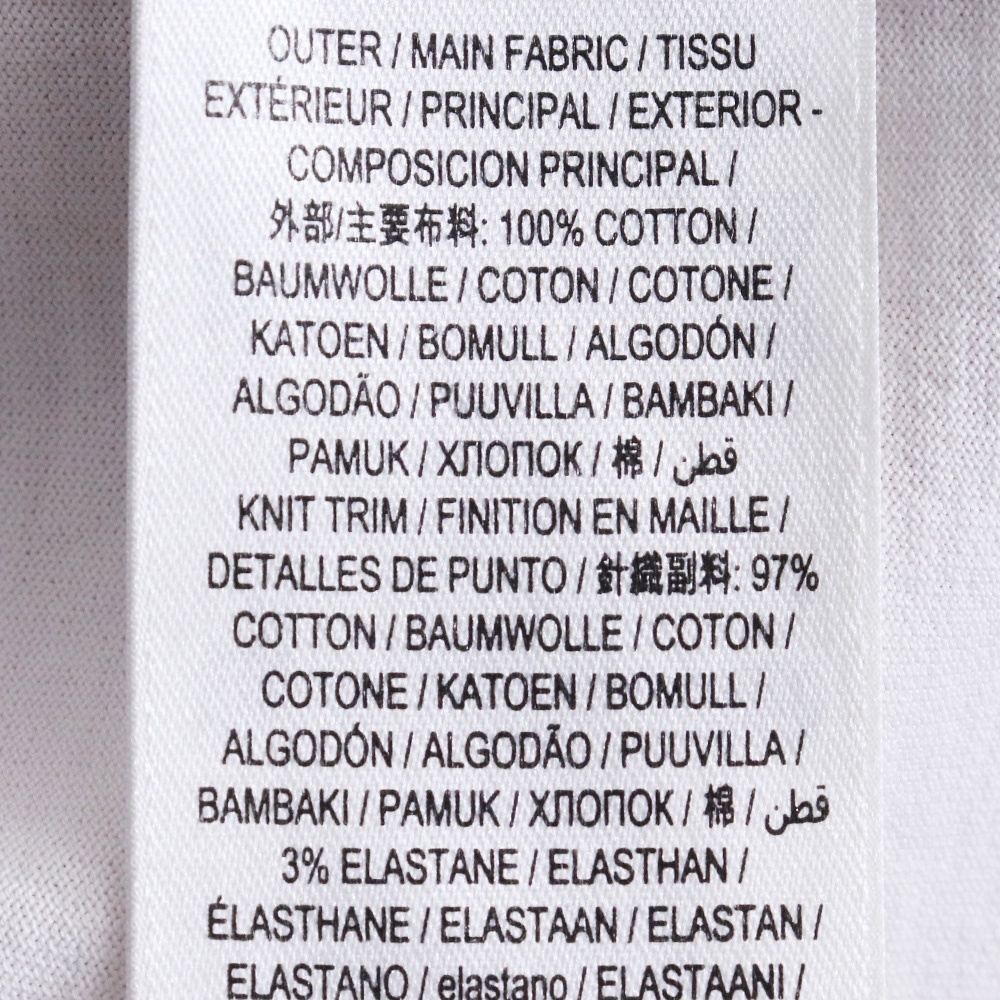 OUTER / MAIN FABRIC / TISSU
EXTÉRIEUR / PRINCIPAL / EXTERIOR -
COMPOSICION PRINCIPAL /
外部/主要布料: 100% COTTON /
BAUMWOLLE / COTON / COTONE /
KATOEN / BOMULL / ALGODÓN /
ALGODÃO / PUUVILLA / BAMBAKI /
PAMUK / ХЛОПОК / 棉 / قطن
KNIT TRIM / FINITION EN MAILLE /
DETALLES DE PUNTO / 針織副料: 97%
COTTON / BAUMWOLLE / COTON /
COTONE / KATOEN / BOMULL /
ALGODÓN / ALGODÃO / PUUVILLA /
BAMBAKI / PAMUK / ХЛОПОК / 棉 / قطن
3% ELASTANE / ELASTHAN /
ÉLASTHANE / ELASTAAN / ELASTAN /
ELASTANO / elastano / ELASTAANI /